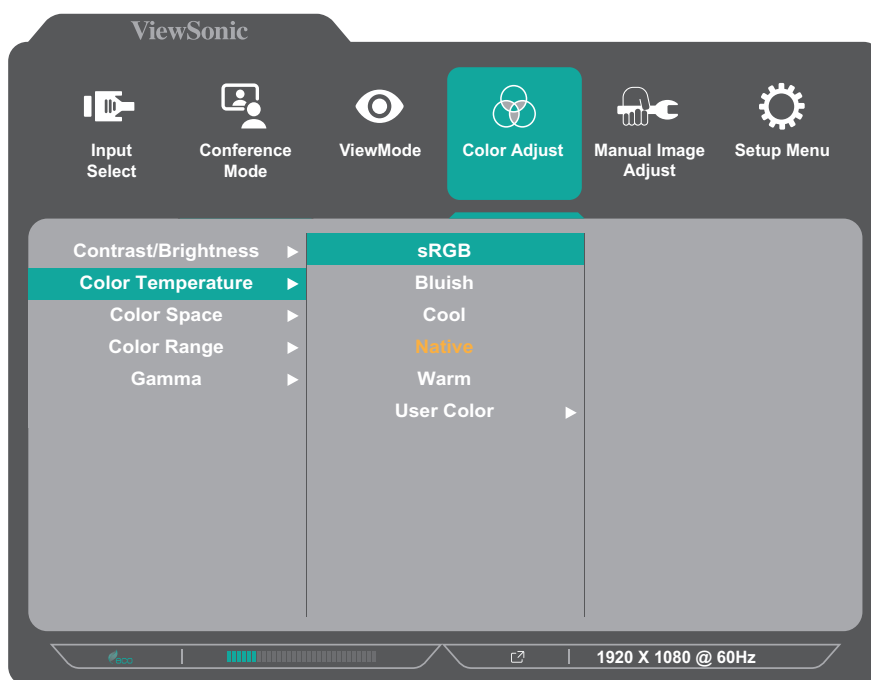 ViewSonic
Input
Select
Conference
Mode
ViewMode
Color Adjust
Manual Image
Adjust
Setup Menu
Contrast/Brightness
Color Temperature
Color Space
Color Range
Gamma
sRGB
Bluish
Cool
Native
Warm
User Color
eco
1920 X 1080 @ 60Hz